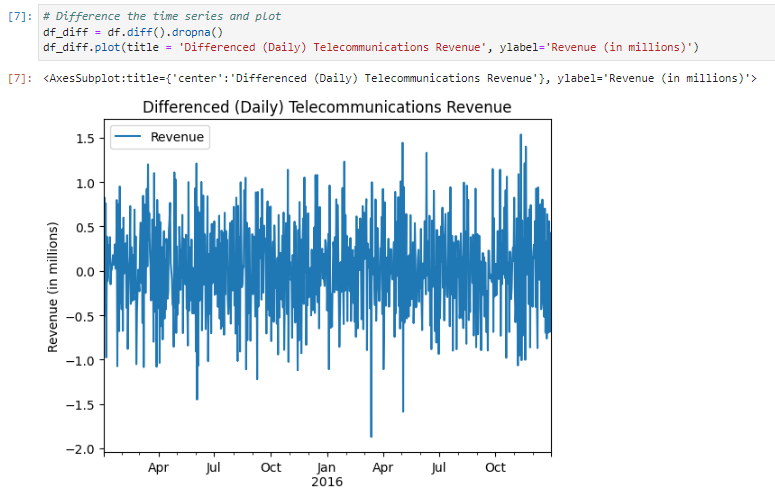 [7]: # Difference the time series and plot
df_diff = df.diff().dropna()
df_diff.plot(title = 'Differenced (Daily) Telecommunications Revenue', ylabel='Revenue (in millions)')
[7]: <AxesSubplot:title={'center':'Differenced (Daily) Telecommunications Revenue'}, ylabel='Revenue (in millions)'>
Differenced (Daily) Telecommunications Revenue
Revenue
Revenue (in millions)
1.5
1.0
0.5
0.0
−0.5
−1.0
−1.5
−2.0
Apr Jul Oct Jan Apr Jul Oct
2016